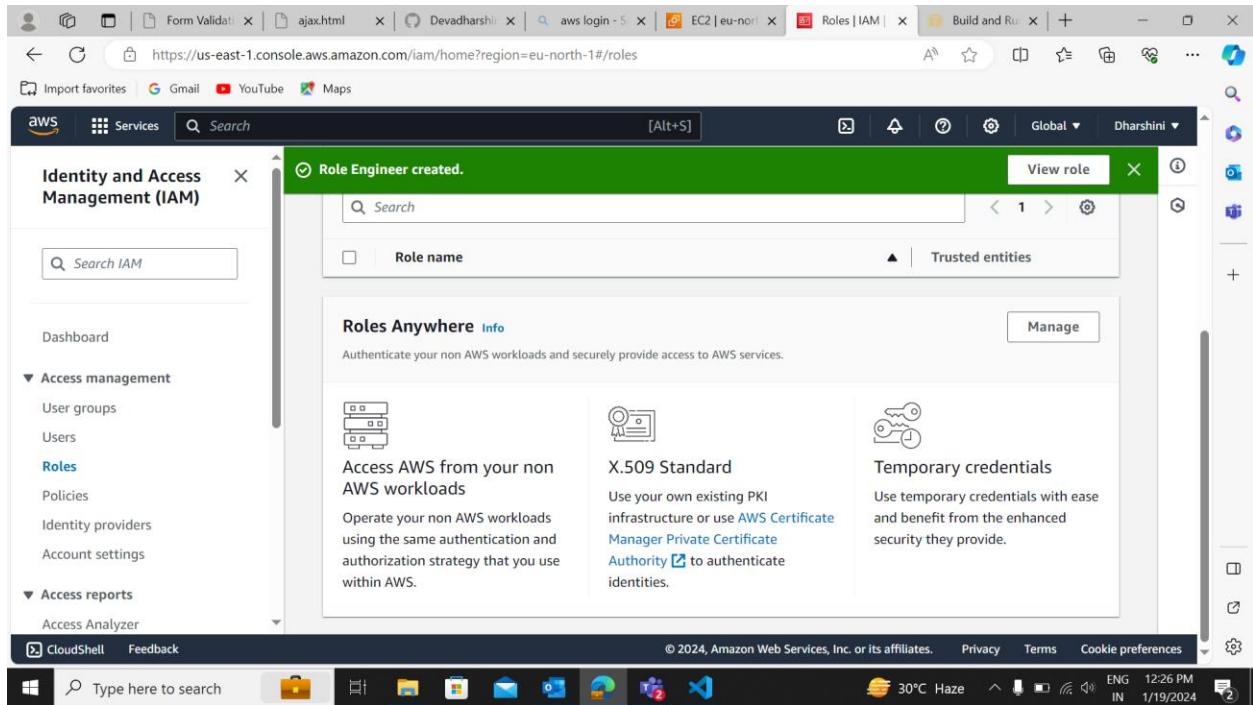 Form Validati
ajax.html
Devadharshi
aws login - S
EC2 | eu-nort
Roles | IAM |
Build and Ru
https://us-east-1.console.aws.amazon.com/iam/home?region=eu-north-1#/roles
Import favorites
Gmail
YouTube
Maps
aws
Services
Search
[Alt+S]
Global
Dharshini
Identity and Access
Management (IAM)
Role Engineer created.
View role
Search
1
Search IAM
Role name
Trusted entities
Roles Anywhere Info
Manage
Authenticate your non AWS workloads and securely provide access to AWS services.
Dashboard
Access management
User groups
Users
Roles
Policies
Identity providers
Account settings
Access reports
Access Analyzer
Access AWS from your non
AWS workloads
Operate your non AWS workloads
using the same authentication and
authorization strategy that you use
within AWS.
X.509 Standard
Use your own existing PKI
infrastructure or use AWS Certificate
Manager Private Certificate
Authority to authenticate
identities.
Temporary credentials
Use temporary credentials with ease
and benefit from the enhanced
security they provide.
CloudShell
Feedback
© 2024, Amazon Web Services, Inc. or its affiliates.
Privacy
Terms
Cookie preferences
Type here to search
30°C Haze
ENG
IN
12:26 PM
1/19/2024
2